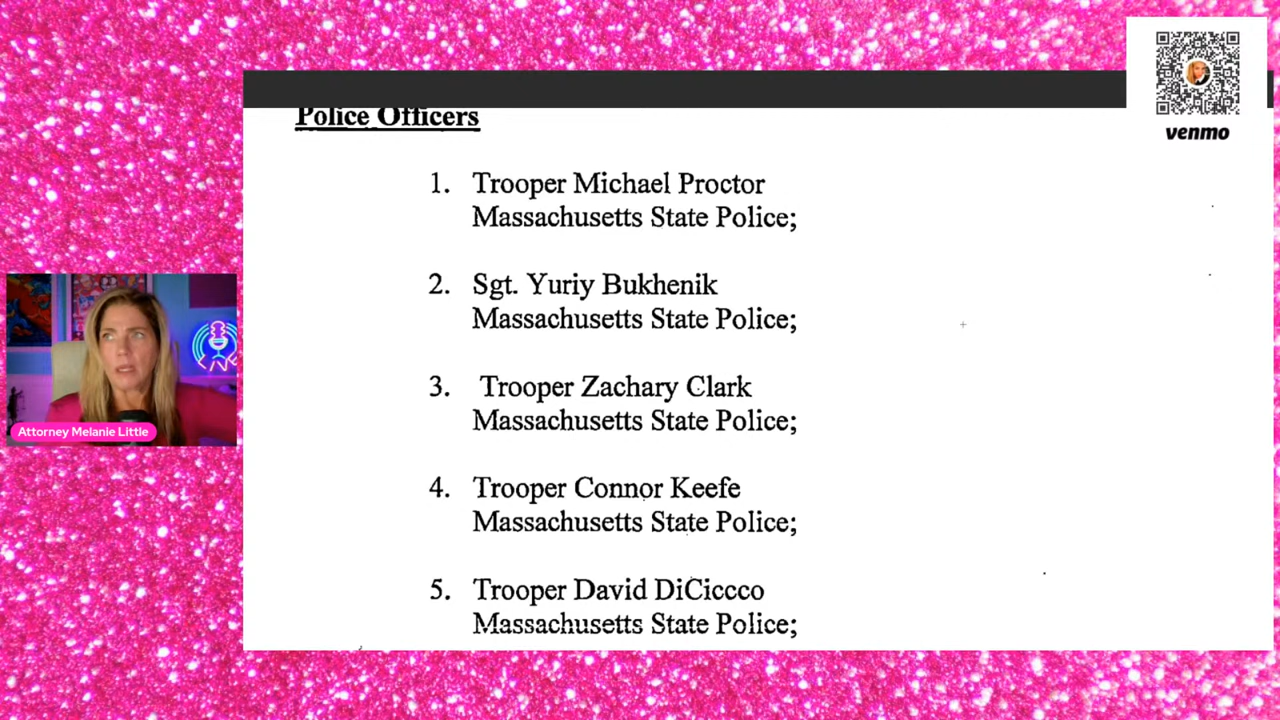 venmo
Police Officers
1. Trooper Michael Proctor
Massachusetts State Police;
2. Sgt. Yuriy Bukhenik
Massachusetts State Police;
3. Trooper Zachary Clark
Massachusetts State Police;
4. Trooper Connor Keefe
Massachusetts State Police;
5. Trooper David DiCiccco
Massachusetts State Police;
Attorney Melanie Little